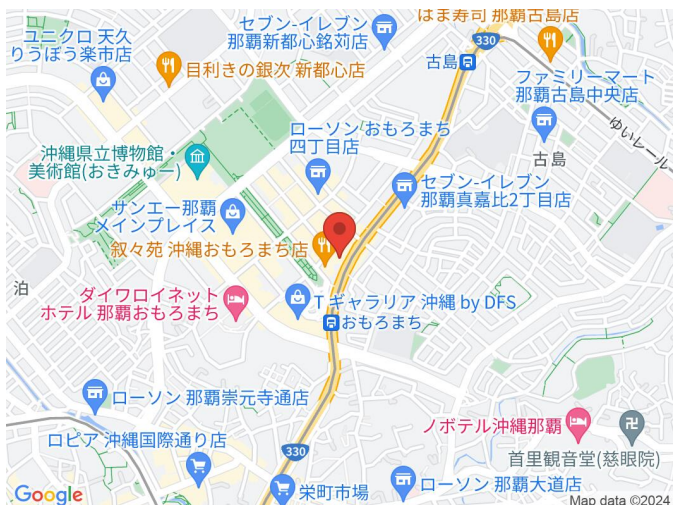 はま寿司 那覇古島店
セブン-イレブン
那覇新都心銘苅店
ユニクロ 天久
りうぼう楽市店
330
目利きの銀次 新都心店
古島
ファミリーマート
那覇古島中央店
ゆいレール
ローソン おもろまち
四丁目店
沖縄県立博物館・
美術館(おきみゅー)
古島
セブン-イレブン
那覇真嘉比2丁目店
サンエー那覇
メインプレイス
叙々苑 沖縄おもろまち店
泊
ダイワロイネット
ホテル 那覇おもろまち
T ギャラリア 沖縄 by DFS
おもろまち
ローソン 那覇崇元寺通店
ノボテル沖縄那覇
ロピア 沖縄国際通り店
330
首里観音堂(慈眼院)
栄町市場
ローソン 那覇大道店
Google
Map data ©2024